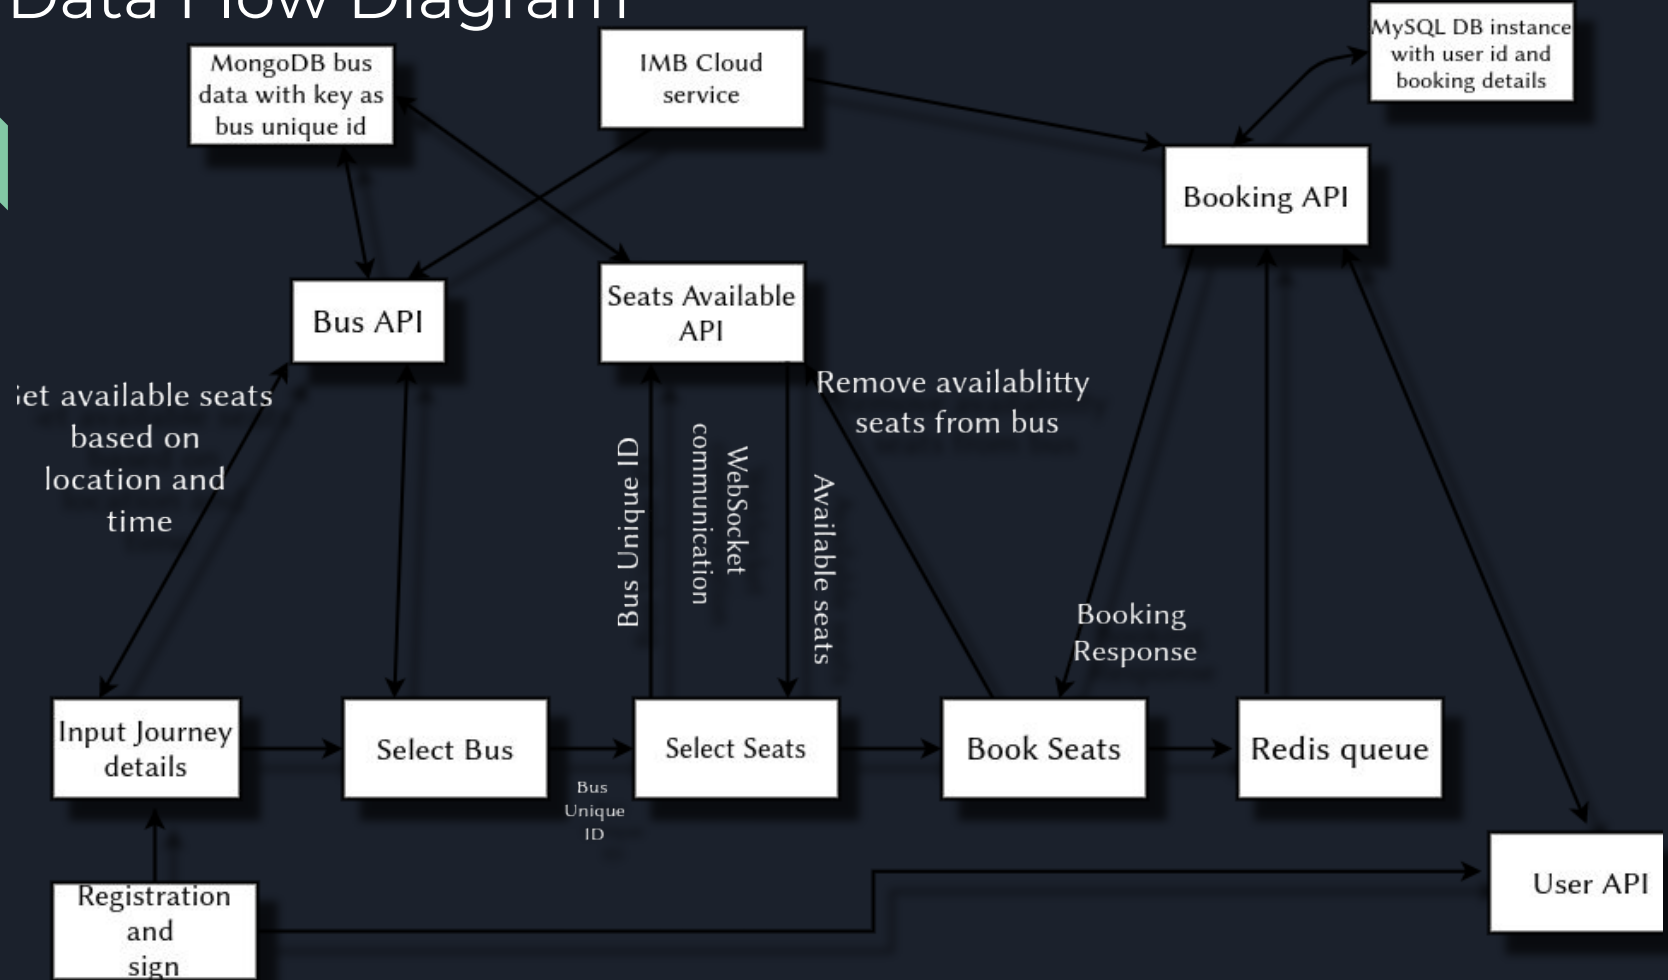 Data Flow Diagram
MongoDB bus
data with key as
bus unique id
IMB Cloud
service
MySQL DB instance
with user id and
booking details
Booking API
Bus API
Seats Available
API
et available seats
based on
location and
time
Remove availablitty
seats from bus
Bus Unique ID
WebSocket
communication
Available seats
Booking
Response
Input Journey
details
Select Bus
Select Seats
Book Seats
Redis queue
Bus
Unique
ID
Registration
and
sign
User API